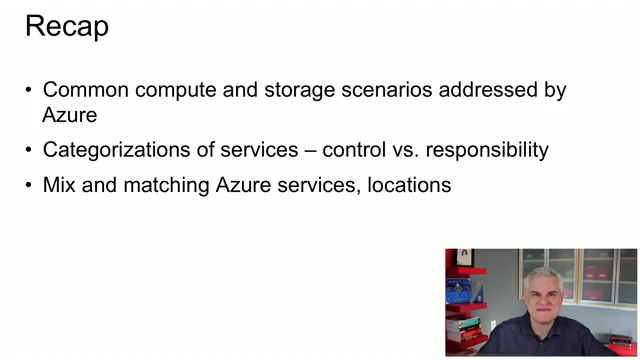 Recap
• Common compute and storage scenarios addressed by
Azure
• Categorizations of services – control vs. responsibility
• Mix and matching Azure services, locations